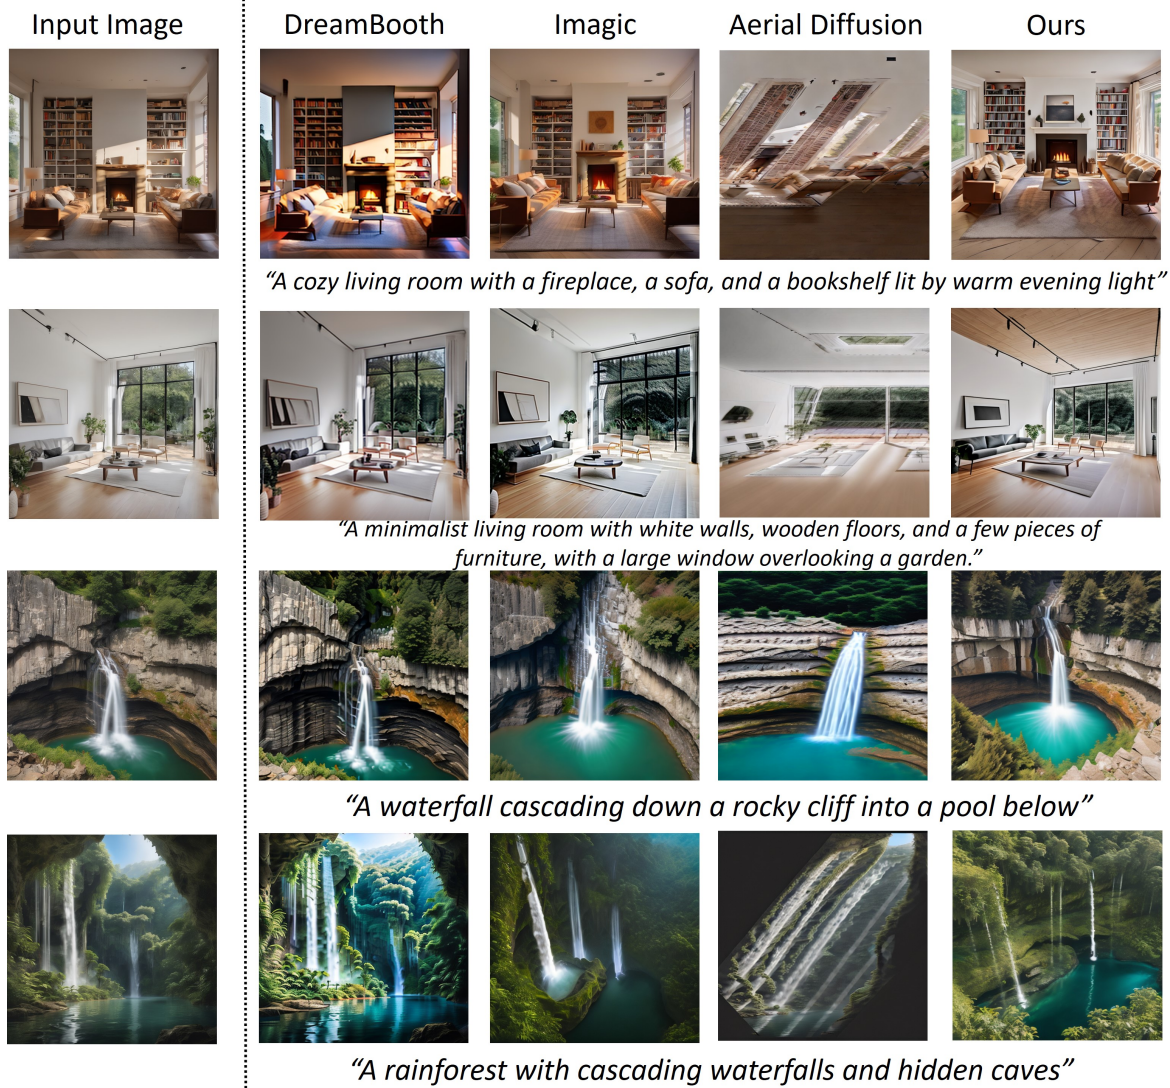 Input Image DreamBooth Imagic Aerial Diffusion Ours
“A cozy living room with a fireplace, a sofa, and a bookshelf lit by warm evening light”
“A minimalist living room with white walls, wooden floors, and a few pieces of
furniture, with a large window overlooking a garden.”
“A waterfall cascading down a rocky cliff into a pool below”
“A rainforest with cascading waterfalls and hidden caves”